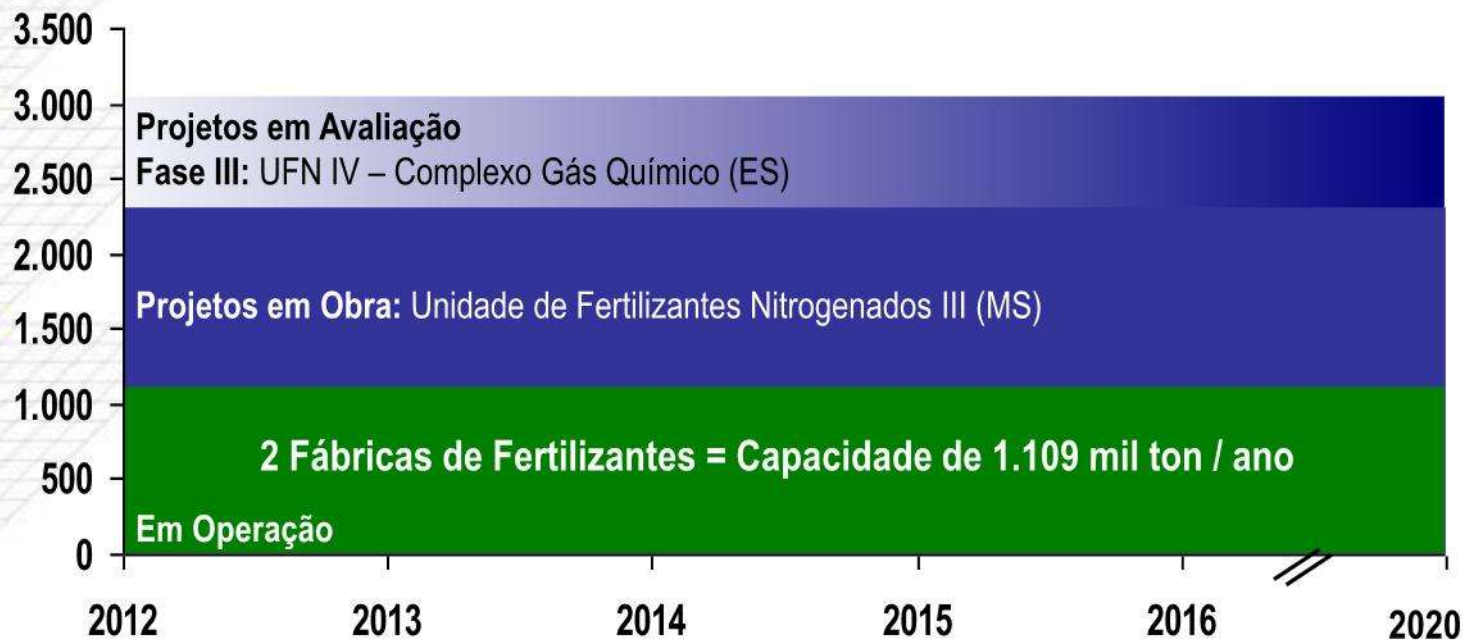 3.500
3.000
Projetos em Avaliação
Fase III: UFN IV – Complexo Gás Químico (ES)
2.500
2.000
Projetos em Obra: Unidade de Fertilizantes Nitrogenados III (MS)
1.500
1.000
2 Fábricas de Fertilizantes = Capacidade de 1.109 mil ton / ano
500
Em Operação
0
2012 2013 2014 2015 2016 2020